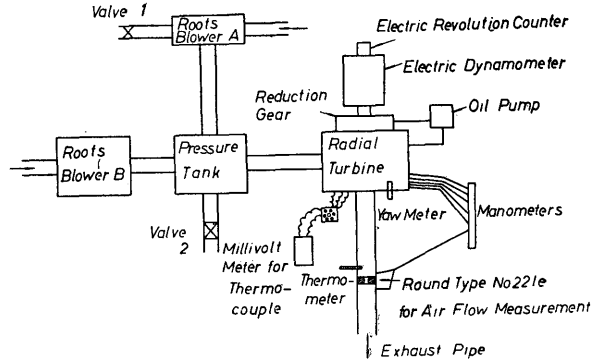 Valve 1
Roots
Blower A
Electric Revolution Counter
Electric Dynamometer
Reduction
Gear
Oil Pump
Roots
Blower B
Pressure
Tank
Radial
Turbine
Yaw Meter
Manometers
Valve
2
Millivolt
Meter for
Thermo-
couple
Thermo-
meter
Round Type No221e
for Air Flow Measurement
Exhaust Pipe